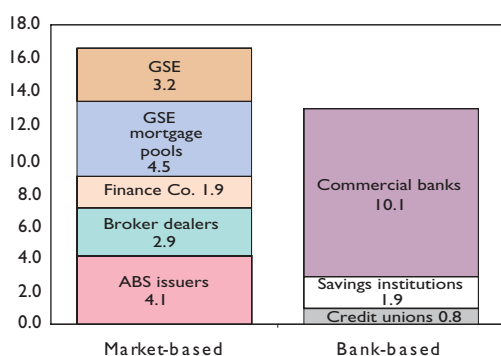 18.0
16.0
14.0
12.0
10.0
8.0
6.0
4.0
2.0
0.0
GSE
3.2
GSE
mortgage
pools
4.5
Finance Co. 1.9
Broker dealers
2.9
ABS issuers
4.1
Commercial banks
10.1
Savings institutions
1.9
Credit unions 0.8
Market-based
Bank-based